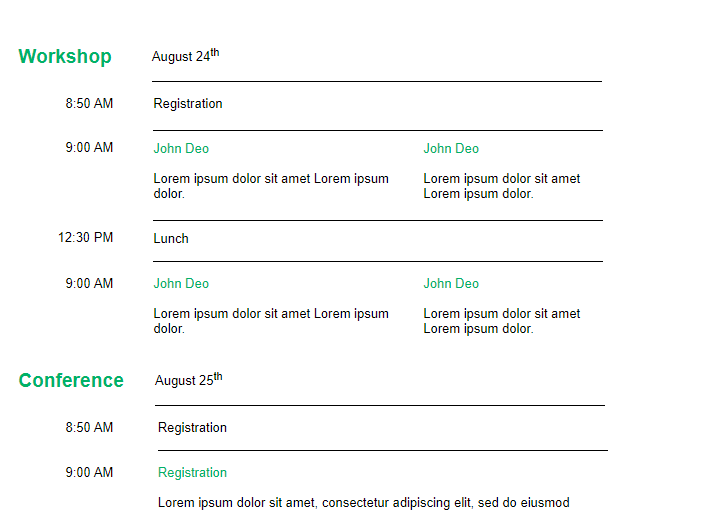 Workshop August 24th
8:50 AM Registration
9:00 AM John Deo John Deo
Lorem ipsum dolor sit amet Lorem ipsum Lorem ipsum dolor sit amet
dolor. Lorem ipsum dolor.
12:30 PM Lunch
9:00 AM John Deo John Deo
Lorem ipsum dolor sit amet Lorem ipsum Lorem ipsum dolor sit amet
dolor. Lorem ipsum dolor.
Conference August 25th
8:50 AM Registration
9:00 AM Registration
Lorem ipsum dolor sit amet, consectetur adipiscing elit, sed do eiusmod